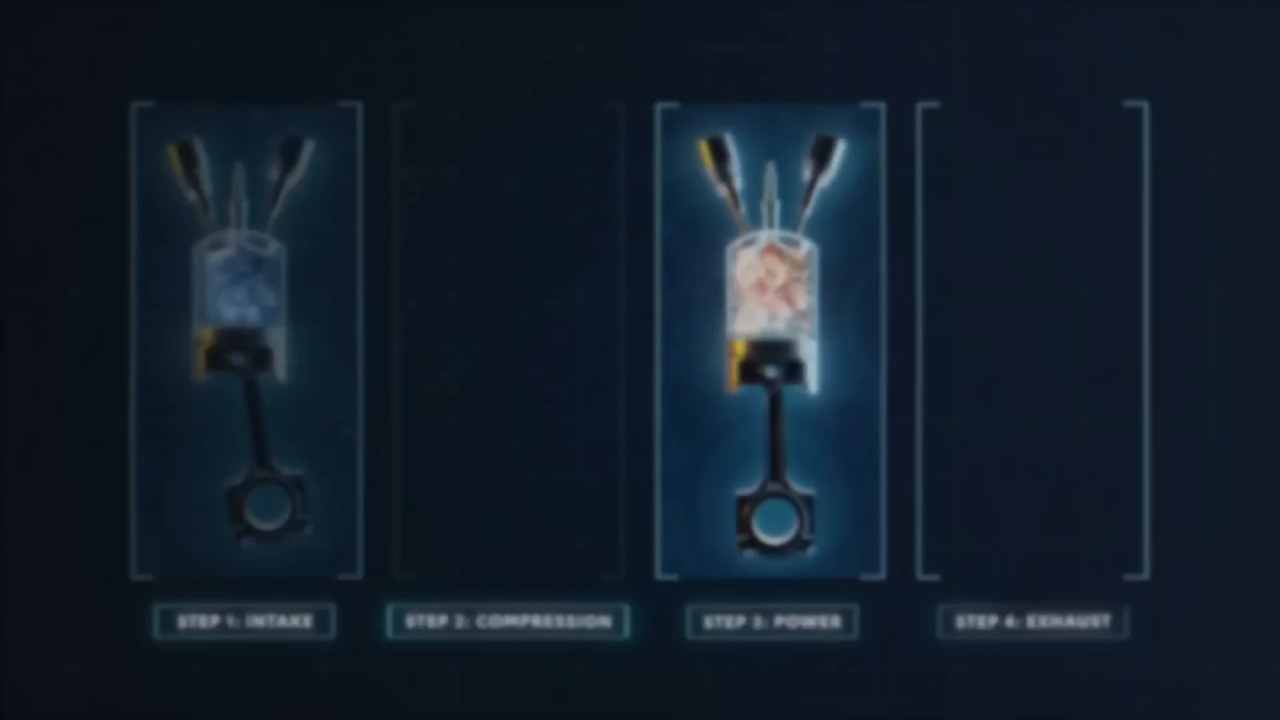 STEP 1: INTAKE
STEP 2: COMPRESSION
STEP 3: POWER
STEP 4: EXHAUST